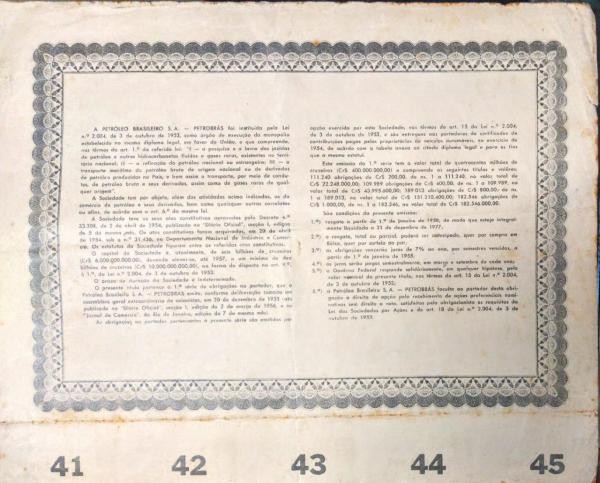 A PETRÓLEO BRASILEIRO S. A. — PETROBRÁS foi instituída pela Lei
n.º 2.004, de 3 de outubro de 1953, como órgão de execução do monopólio
estabelecido no mesmo diploma legal, em favor da União, e que compreende,
nos têrmos do art. 1.º da referida lei: "I — a pesquisa e a lavra das jazidas
de petróleo e outros hidrocarbonetos fluidos e gases raros, existentes no terri-
tório nacional; II — a refinação do petróleo nacional ou estrangeiro; III — o
transporte marítimo do petróleo bruto de origem nacional ou de derivados
de petróleo produzidos no País, e bem assim o transporte, por meio de condu-
tos, de petróleo bruto e seus derivados, assim como de gases raros de qual-
quer origem".
A Sociedade tem por objeto, além das atividades acima indicadas, as do
comércio de petróleo e seus derivados, bem como quaisquer outras correlatas
ou afins, de acôrdo com o art. 6.º da mesma lei.
A Sociedade teve os seus atos constitutivos aprovados pelo Decreto n.º
35.308, de 2 de abril de 1954, publicado no "Diário Oficial", seção I, edição
de 3 do mesmo mês. Os atos constitutivos foram arquivados, em 29 de abril
de 1954, sob o n.º 31.436, no Departamento Nacional de Indústria e Comér-
cio. Os estatutos da Sociedade figuram entre os referidos atos constitutivos.
O capital da Sociedade é, atualmente, de seis bilhões de cruzeiros
(Cr$ 6.000.000.000,00), devendo elevar-se, até 1957, a um mínimo de dez
bilhões de cruzeiros (Cr$ 10.000.000.000,00), na forma do disposto no art. 9.º,
§ 1.º, da Lei n.º 2.004, de 3 de outubro de 1953.
O prazo de duração da Sociedade é indeterminado.
O presente título pertence à 1.ª série de obrigações ao portador, que a
Petróleo Brasileiro S. A. — PETROBRÁS emite, conforme deliberação tomada em
assembléia geral extraordinária de acionistas, em 20 de dezembro de 1955 (ata
publicada no "Diário Oficial", seção I, edição de 2 de março de 1956, e no
"Jornal do Comércio", do Rio de Janeiro, edição de 7 do mesmo mês).
As obrigações ao portador pertencentes à presente série são emitidas por
opção exercida por esta Sociedade, nos têrmos do art. 15 da Lei n.º 2.004,
de 3 de outubro de 1953, e são entregues aos portadores de certificados de
contribuições pagas pelos proprietários de veículos automóveis, no exercício de
1954, de acôrdo com a tabela anexa ao citado diploma legal e para os fins
que o mesmo estatui.
Esta emissão da 1.ª série tem o valor total de quatrocentos milhões de
cruzeiros (Cr$ 400.000.000,00) e compreende os seguintes títulos e valôres:
111.240 obrigações de Cr$ 200,00, de ns. 1 a 111.240, no valor total de
Cr$ 22.248.000,00; 109.989 obrigações de Cr$ 400,00, de ns. 1 a 109.989, no
valor total de Cr$ 43.995.600,00; 189.013 obrigações de Cr$ 800,00, de ns.
1 a 189.013, no valor total de Cr$ 151.210.400,00; 182.546 obrigações de
Cr$ 1.000,00, de ns. 1 a 182.546, no valor total de Cr$ 182.546.000,00.
São condições da presente emissão:
1.ª) resgate a partir de 1.º de janeiro de 1958, de modo que esteja integral-
mente liquidada a 31 de dezembro de 1977.
2.ª) o resgate, total ou parcial, poderá ser antecipado, quer por compra em
Bôlsa, quer por sorteio ao par.
3.ª) as obrigações vencerão juros de 7% ao ano, por semestres vencidos, a
partir de 1.º de janeiro de 1958.
4.ª) os juros serão pagos semestralmente, em março e setembro de cada ano;
5.ª) o Govêrno Federal responde solidàriamente, em qualquer hipótese, pelo
valor nominal do presente título, nos têrmos do art. 15 da Lei n.º 2.004,
de 3 de outubro de 1953;
6.ª) a Petróleo Brasileiro S. A. — PETROBRÁS faculta ao portador desta obri-
gação o direito de opção pelo recebimento de ações preferenciais nomi-
nativas sem direito a voto, satisfeitos pelo obrigacionista os requisitos da
Lei das Sociedades por Ações e do art. 18 da Lei n.º 2.004, de 3 de
outubro de 1953.
41 42 43 44 45